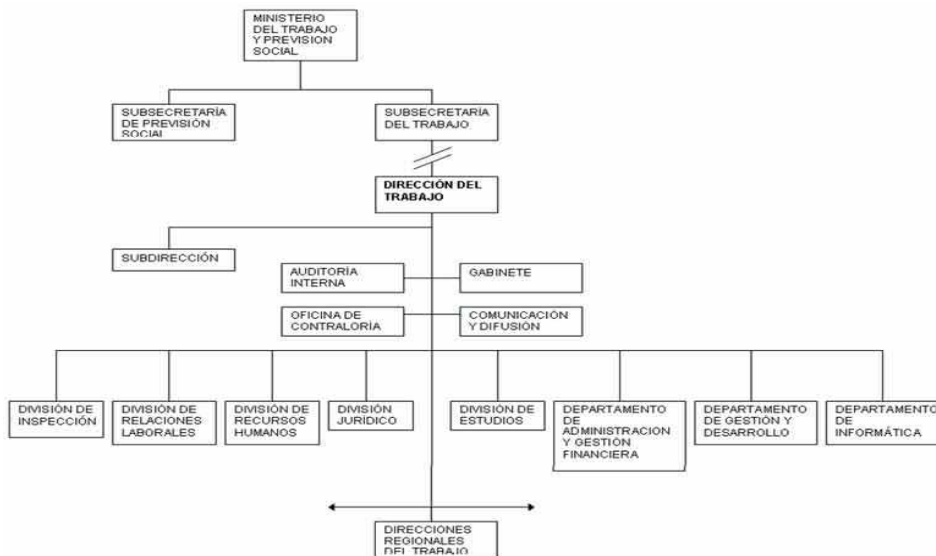 MINISTERIO
DEL TRABAJO
Y PREVISION
SOCIAL
SUBSECRETARÍA
DE PREVISIÓN
SOCIAL
SUBSECRETARÍA
DEL TRABAJO
DIRECCIÓN DEL
TRABAJO
SUBDIRECCIÓN
AUDITORÍA
INTERNA
GABINETE
OFICINA DE
CONTRALORÍA
COMUNICACIÓN
Y DIFUSIÓN
DIVISIÓN DE
INSPECCIÓN
DIVISIÓN DE
RELACIONES
LABORALES
DIVISIÓN DE
RECURSOS
HUMANOS
DIVISIÓN
JURÍDICO
DIVISIÓN DE
ESTUDIOS
DEPARTAMENTO
DE
ADMINISTRACION
Y GESTIÓN
FINANCIERA
DEPARTAMENTO
DE GESTIÓN Y
DESARROLLO
DEPARTAMENTO
DE
INFORMÁTICA
DIRECCIONES
REGIONALES
DEL TRABAJO